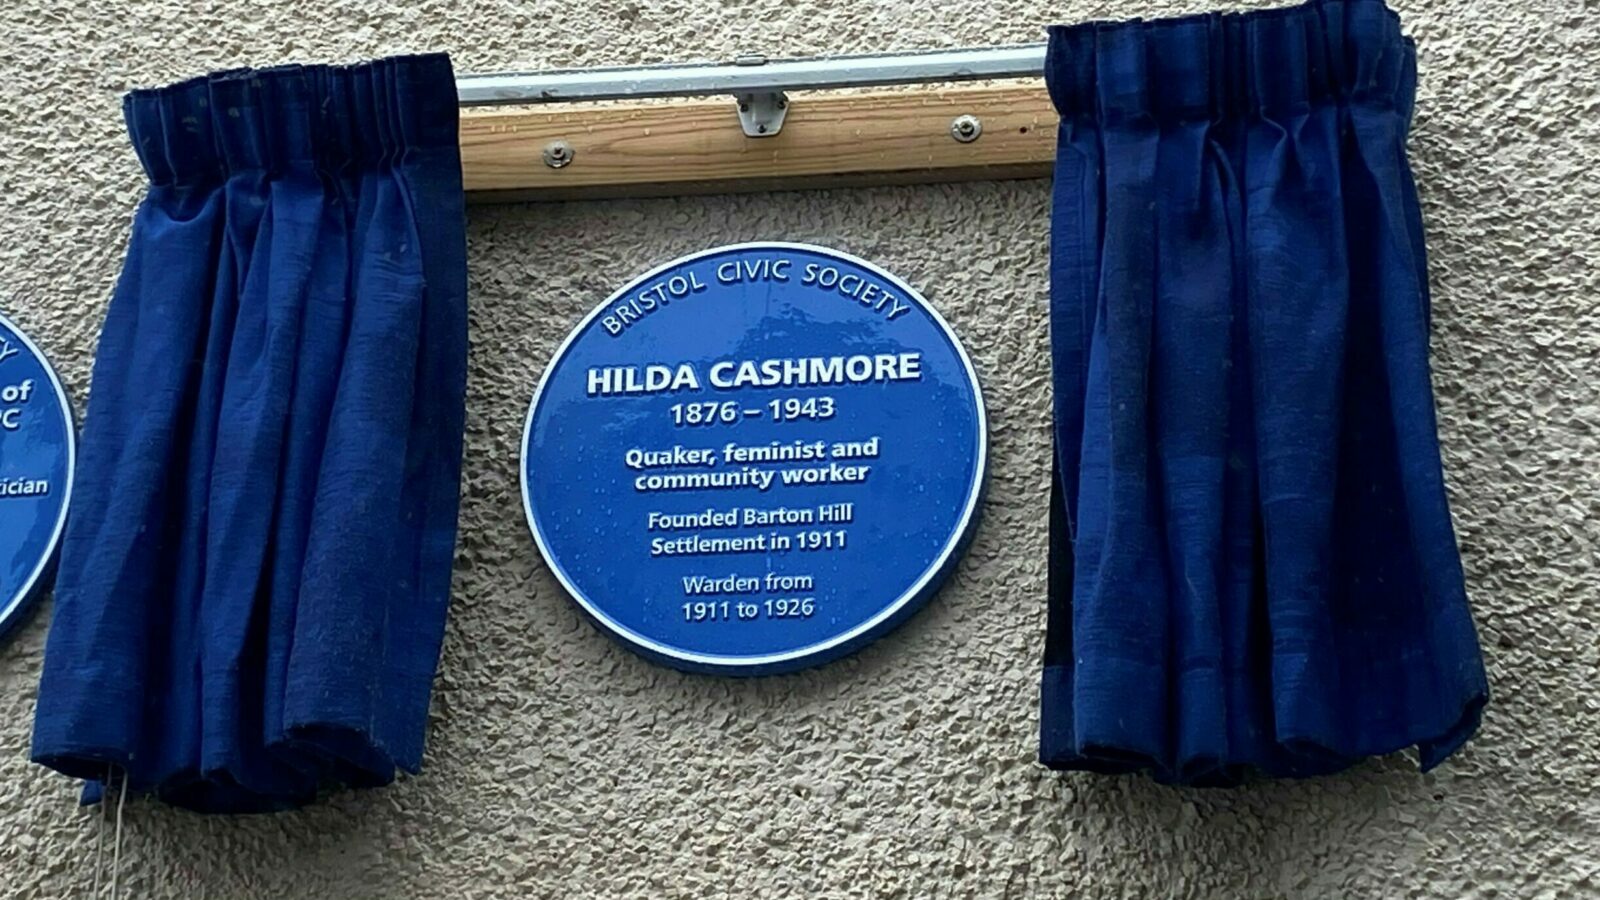 BRISTOL CIVIC SOCIETY
HILDA CASHMORE
1876 – 1943
Quaker, feminist and
community worker
Founded Barton Hill
Settlement in 1911
Warden from
1911 to 1926
of